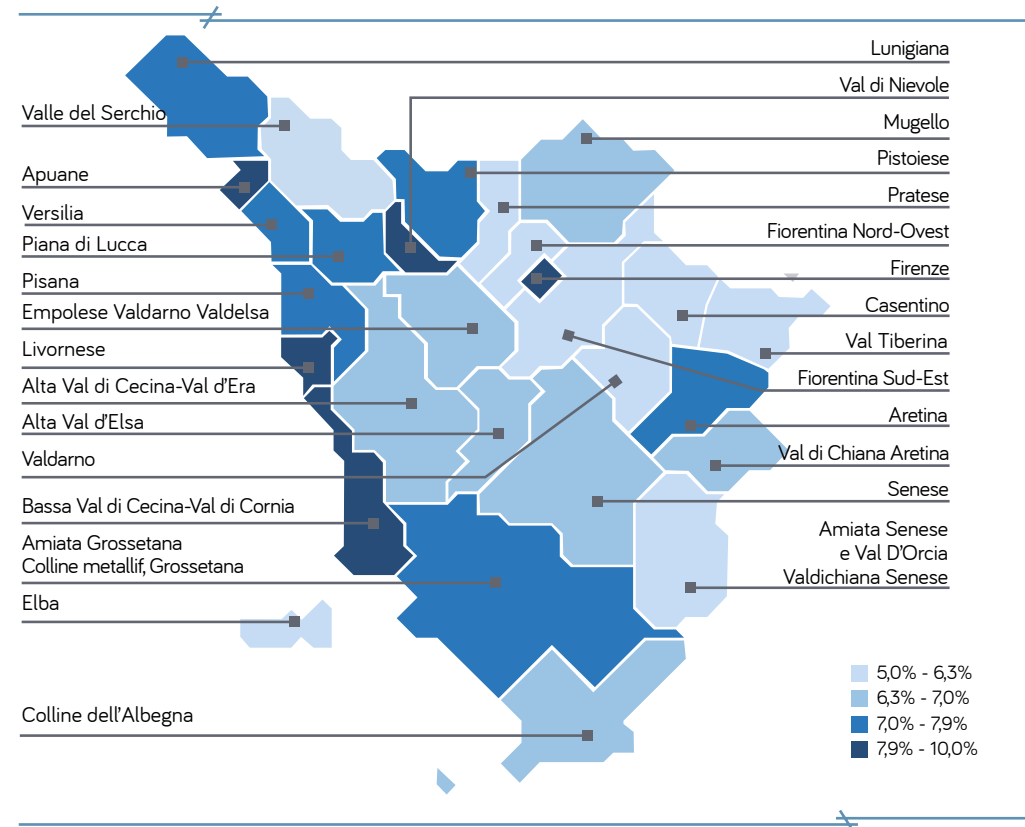 Lunigiana
Val di Nievole
Valle del Serchio
Mugello
Pistoiese
Apuane
Pratese
Versilia
Fiorentina Nord-Ovest
Piana di Lucca
Firenze
Pisana
Casentino
Empolese Valdarno Valdelsa
Val Tiberina
Livornese
Fiorentina Sud-Est
Alta Val di Cecina-Val d'Era
Aretina
Alta Val d'Elsa
Val di Chiana Aretina
Valdarno
Senese
Bassa Val di Cecina-Val di Cornia
Amiata Senese
e Val D'Orcia
Valdichiana Senese
Amiata Grossetana
Colline metallif, Grossetana
Elba
Colline dell'Albegna
5,0% - 6,3%
6,3% - 7,0%
7,0% - 7,9%
7,9% - 10,0%